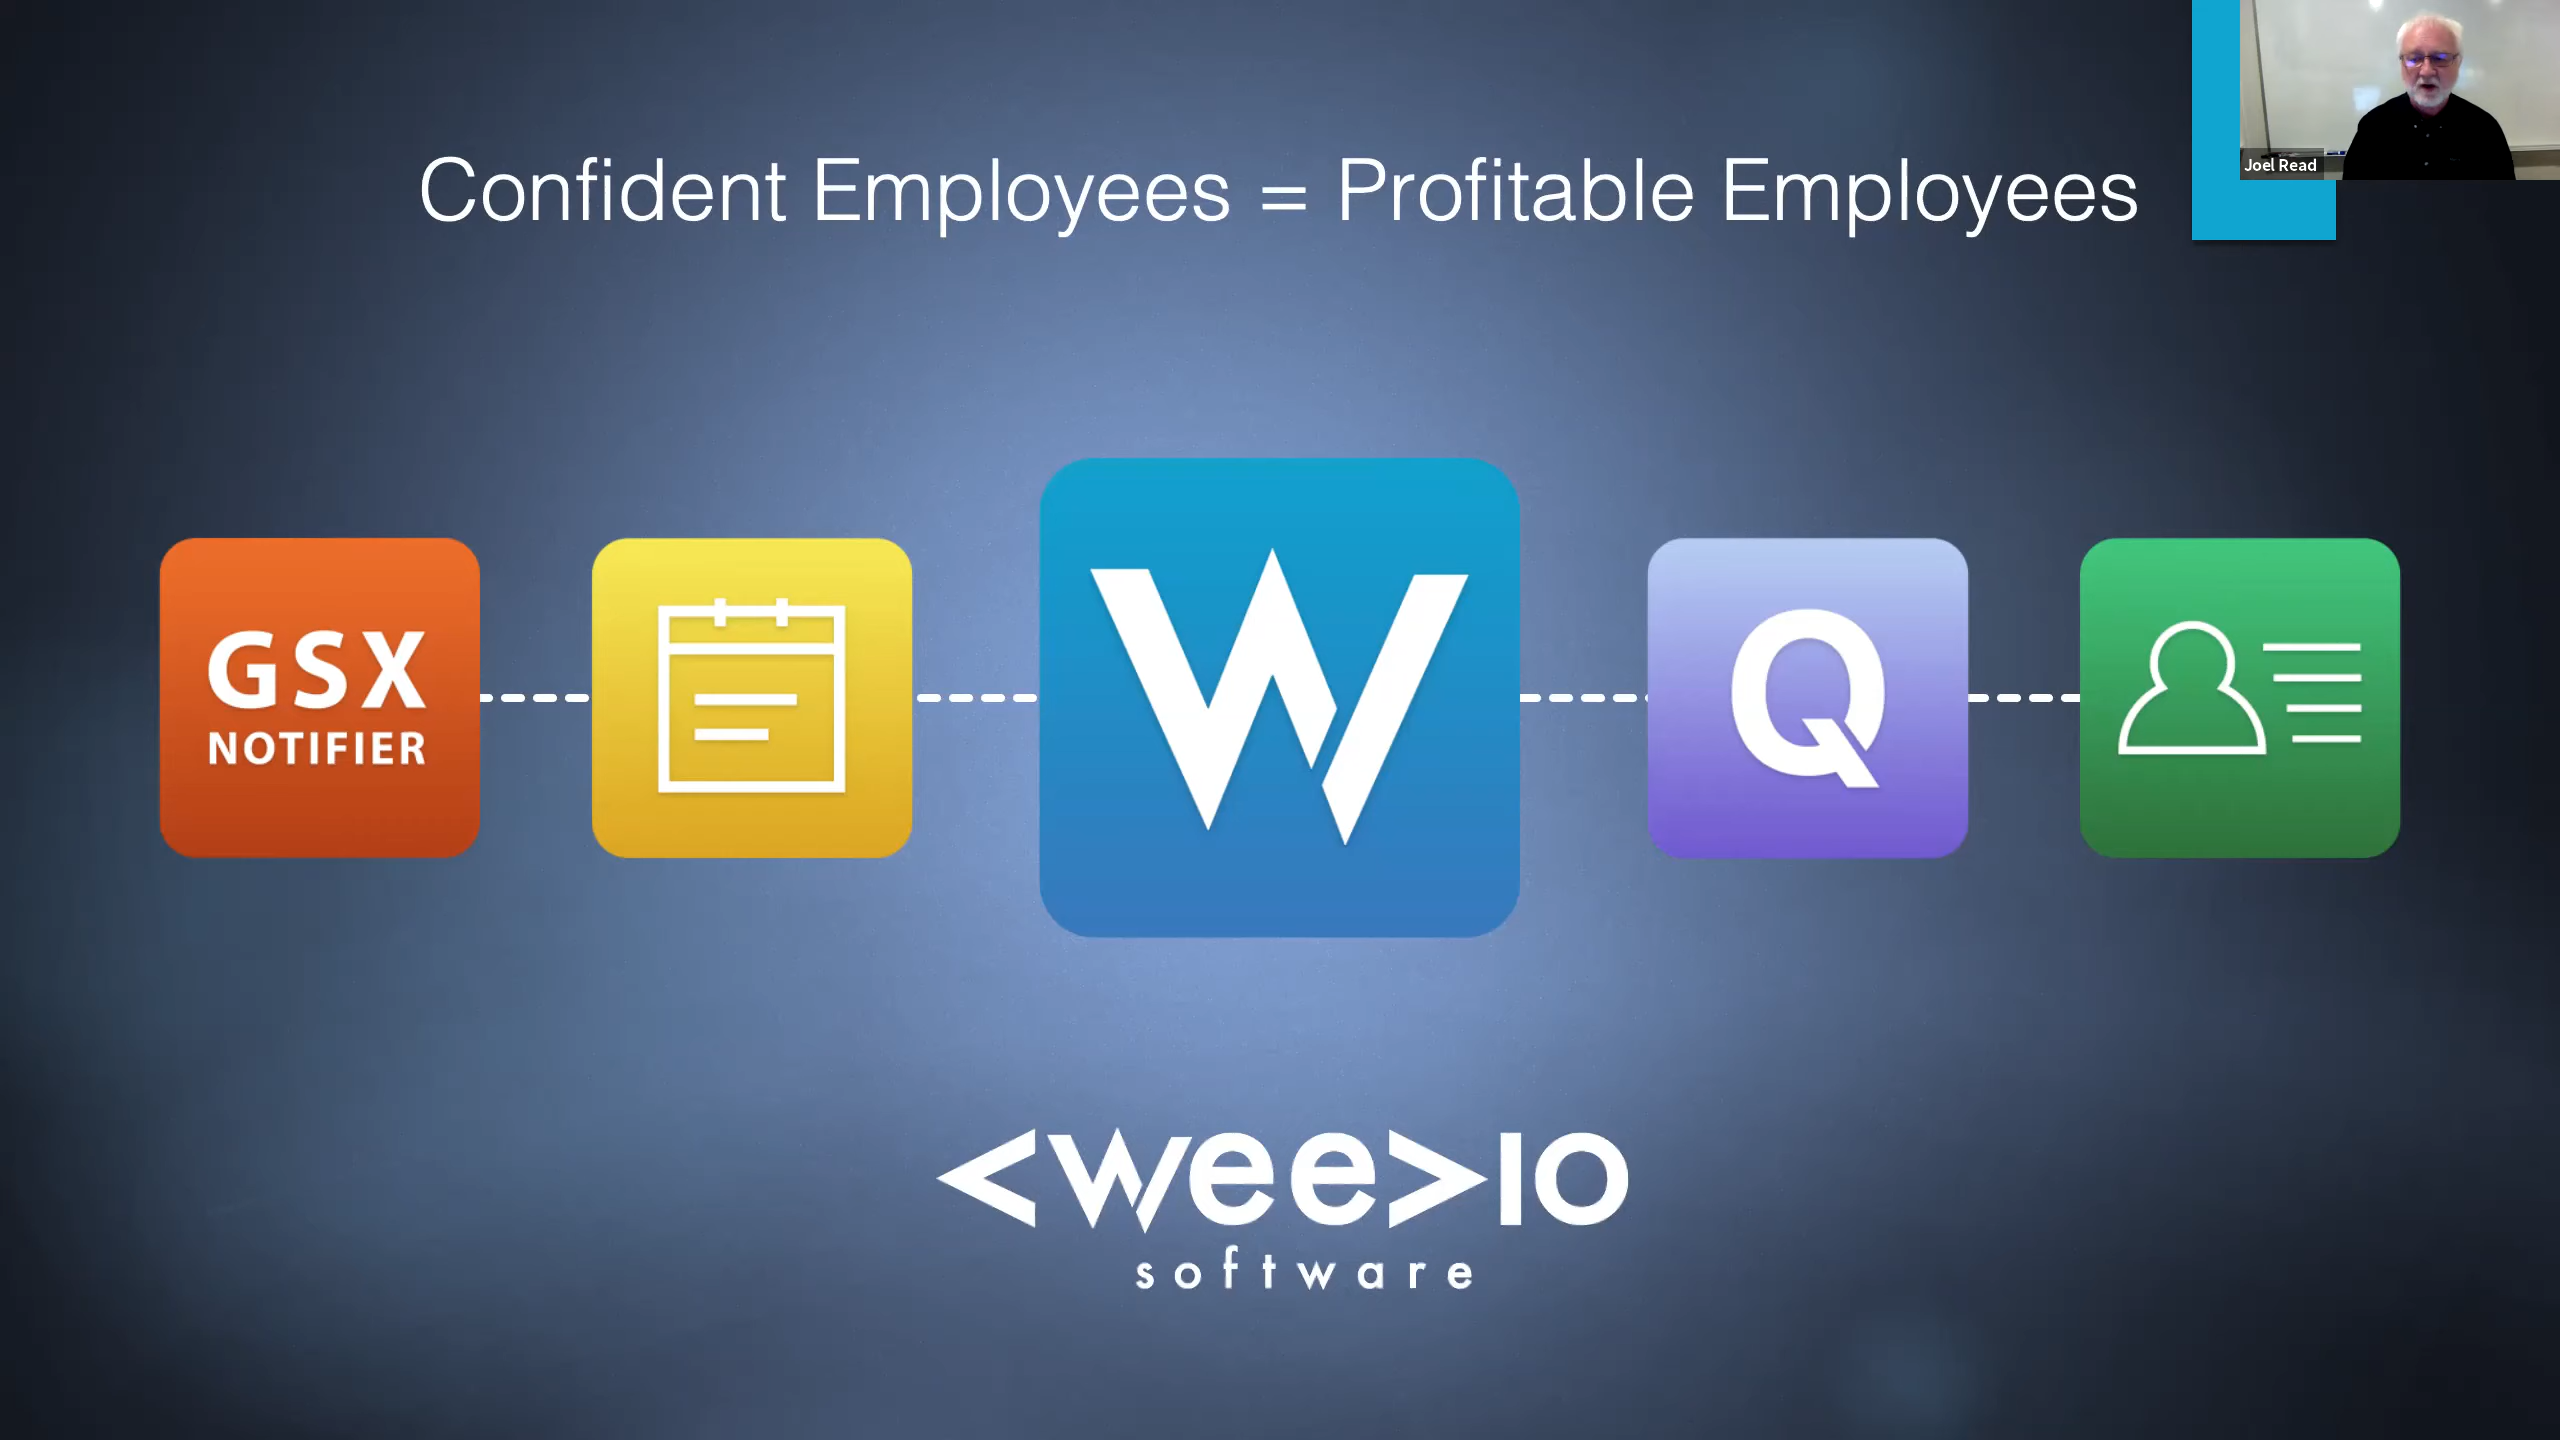 Joel Read
Confident Employees = Profitable Employees
GSX
NOTIFIER
W
Q
<wee>IO
software